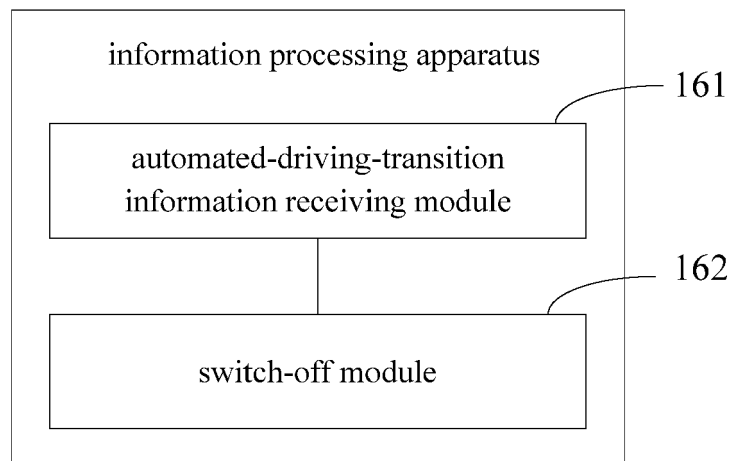 information processing apparatus
161
automated-driving-transition
information receiving module
162
switch-off module